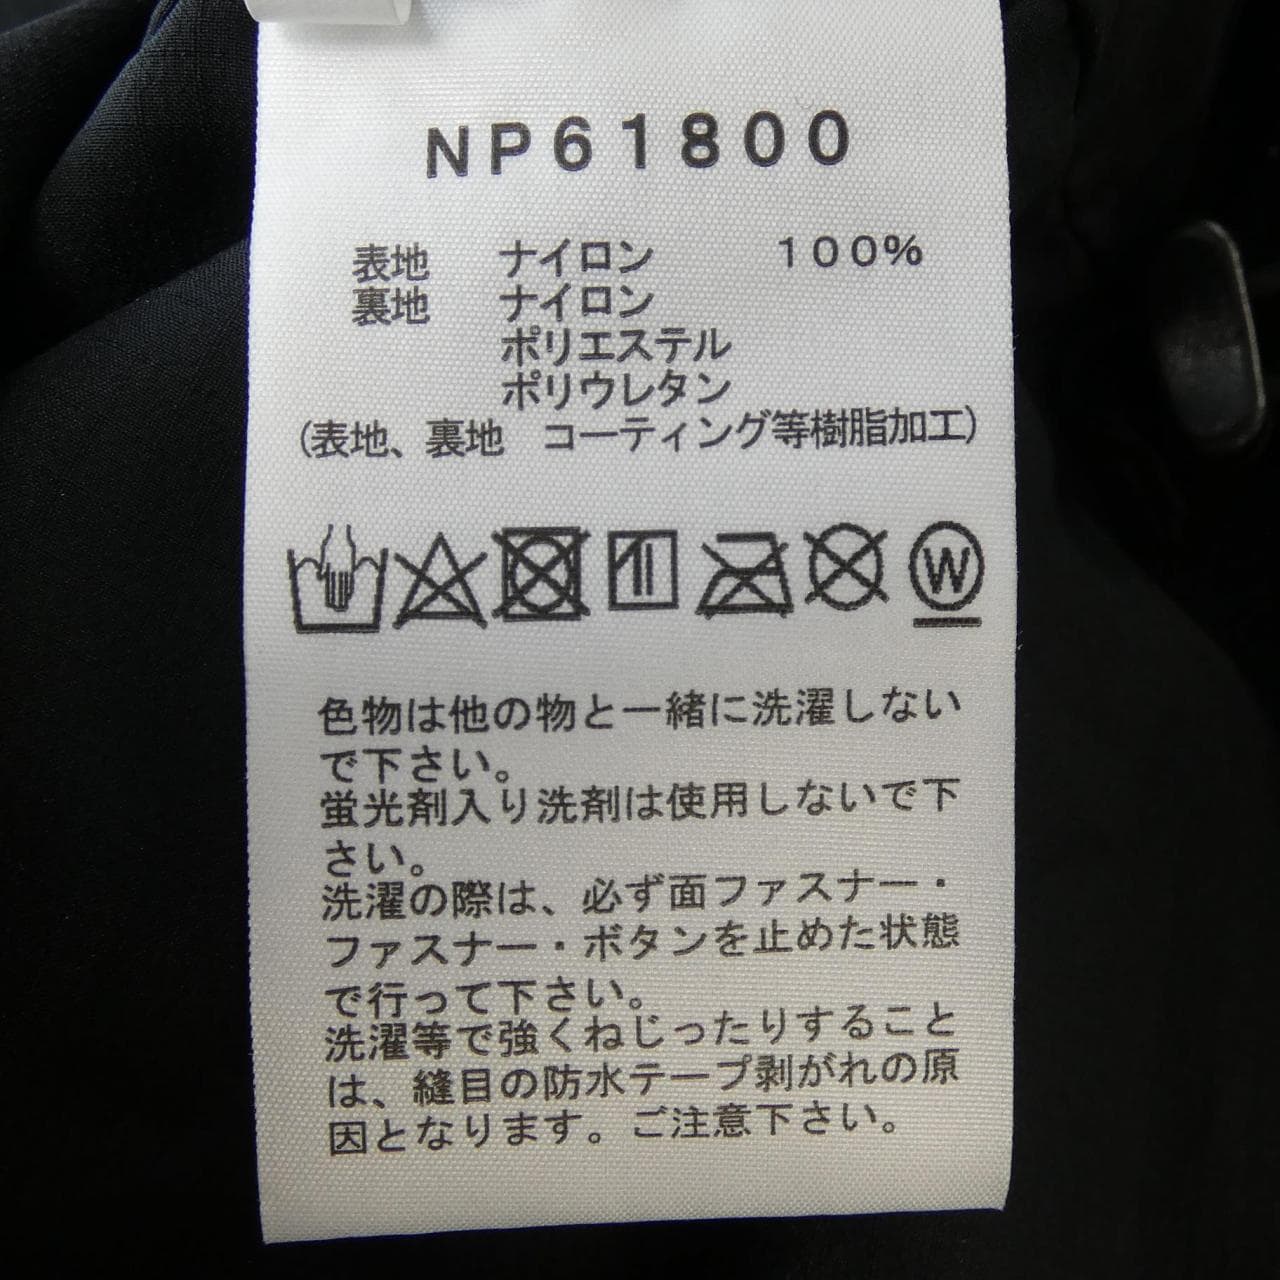 NP61800
表地 ナイロン 100%
裏地 ナイロン
ポリエステル
ポリウレタン
(表地、裏地 コーティング等樹脂加工)
W
色物は他の物と一緒に洗濯しない
で下さい。
蛍光剤入り洗剤は使用しないで下
さい。
洗濯の際は、必ず面ファスナー・
ファスナー・ボタンを止めた状態
で行って下さい。
洗濯等で強くねじったりすること
は、縫目の防水テープ剥がれの原
因となります。ご注意下さい。